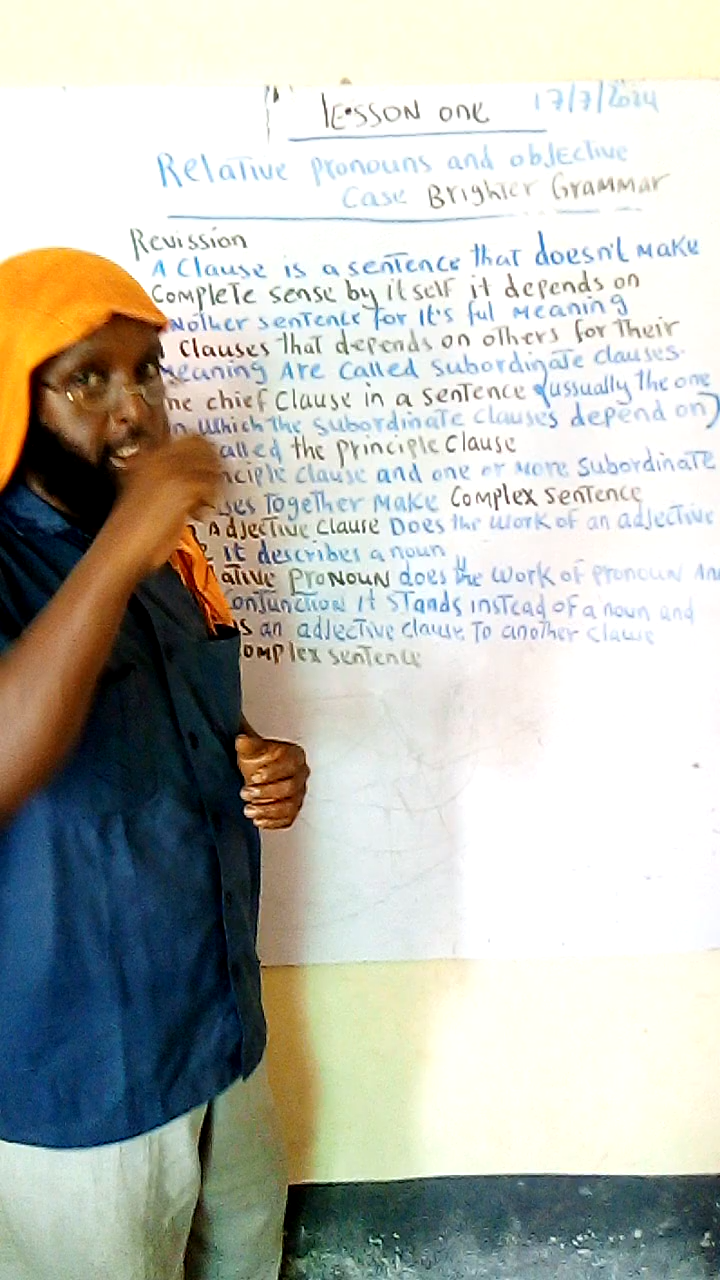 LESSON one 17/7/2024
Relative pronouns and objective
Case Brighter Grammar
Revission
A Clause is a sentence that doesn't make
Complete sense by itself it depends on
nother sentence for it's ful meaning
Clauses that depends on others for their
meaning Are called subordinate clauses.
he chief Clause in a sentence (ussually the one
n which the subordinate clauses depend on)
alled the principle Clause
nciple clause and one or more subordinate
ses together make Complex sentence
Adjective clause Does the work of an adjective
it describes a noun
ative pronoun does the work of pronoun An
Conjunction it stands instead of a noun and
s an adjective clause to another clause
omplex sentence